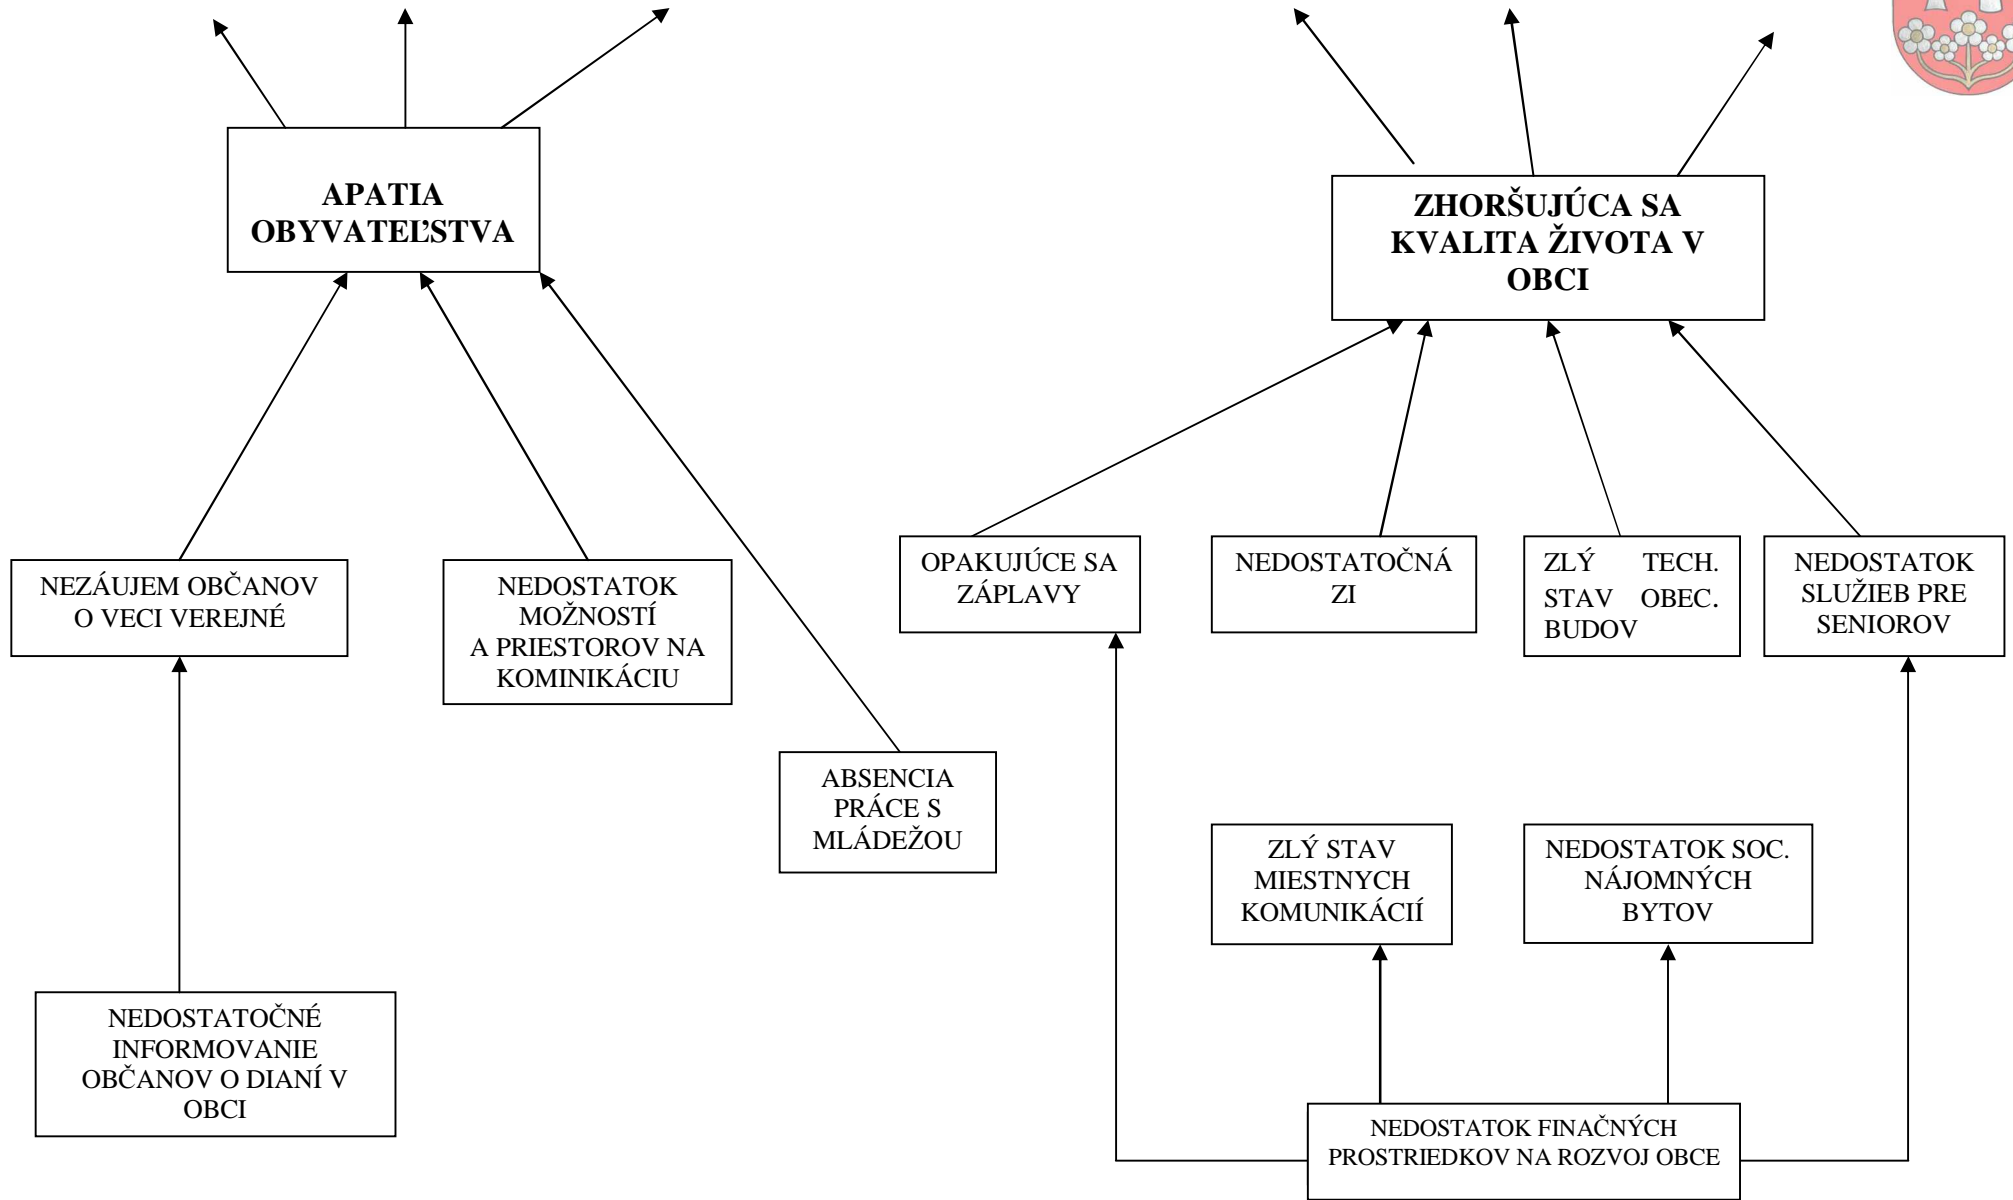 APATIA
OBYVATEĽSTVA
ZHORŠUJÚCA SA
KVALITA ŽIVOTA V
OBCI
NEZÁUJEM OBČANOV
O VECI VEREJNÉ
NEDOSTATOK
MOŽNOSTÍ
A PRIESTOROV NA
KOMINIKÁCIU
OPAKUJÚCE SA
ZÁPLAVY
NEDOSTATOČNÁ
ZI
ZLÝ TECH.
STAV OBEC.
BUDOV
NEDOSTATOK
SLUŽIEB PRE
SENIOROV
ABSENCIA
PRÁCE S
MLÁDEŽOU
ZLÝ STAV
MIESTNYCH
KOMUNIKÁCIÍ
NEDOSTATOK SOC.
NÁJOMNÝCH
BYTOV
NEDOSTATOČNÉ
INFORMOVANIE
OBČANOV O DIANÍ V
OBCI
NEDOSTATOK FINAČNÝCH
PROSTRIEDKOV NA ROZVOJ OBCE